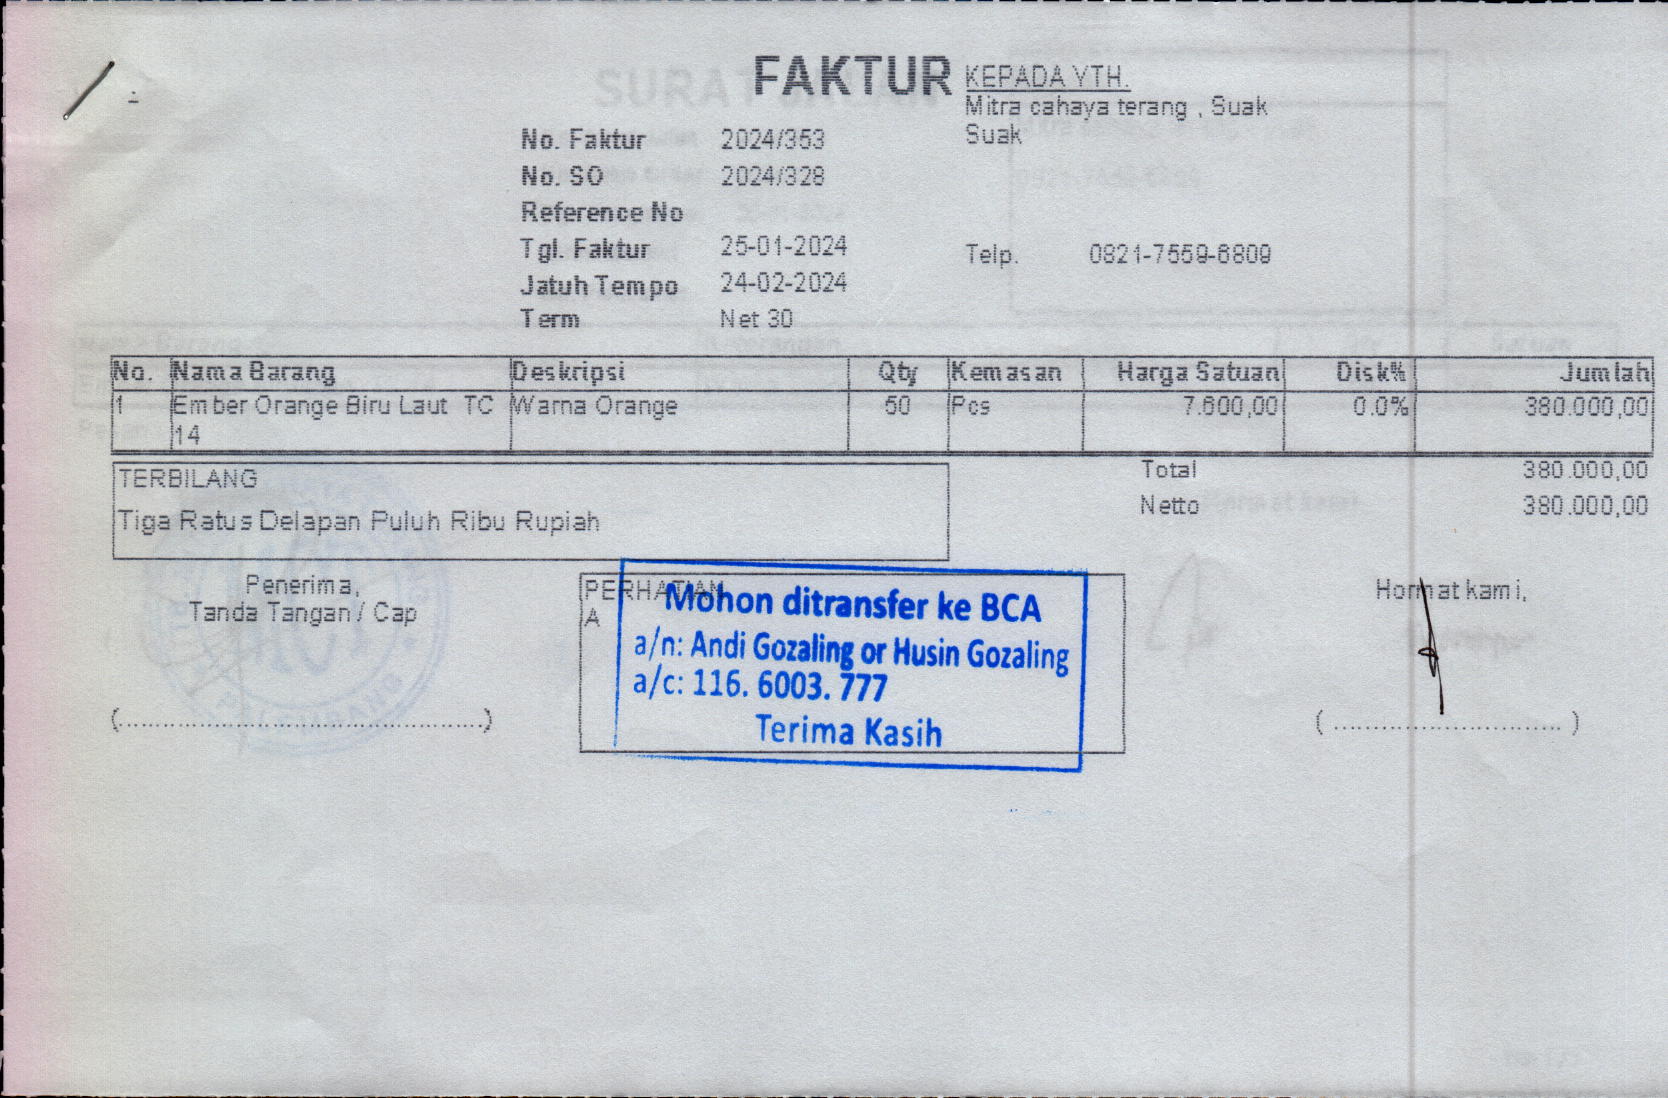 FAKTUR
No. Faktur 2024/353
No. SO 2024/328
Reference No
Tgl. Faktur 25-01-2024
Jatuh Tempo 24-02-2024
Term Net 30
KEPADA YTH.
Mitra cahaya terang , Suak
Suak
Telp. 0821-7559-6809
No. Nama Barang Deskripsi Qty Kemasan Harga Satuan Disk% Jumlah
1 Ember Orange Biru Laut TC Warna Orange 50 Pcs 7.600,00 0.0% 380.000,00
14
TERBILANG
Tiga Ratus Delapan Puluh Ribu Rupiah
Total 380.000,00
Netto 380.000,00
Penerima,
Tanda Tangan / Cap
(.................................................)
PERHATIAN
A
Mohon ditransfer ke BCA
a/n: Andi Gozaling or Husin Gozaling
a/c: 116. 6003. 777
Terima Kasih
Hormat kami,
( .............................. )
SURAT JALAN
PALEMBANG